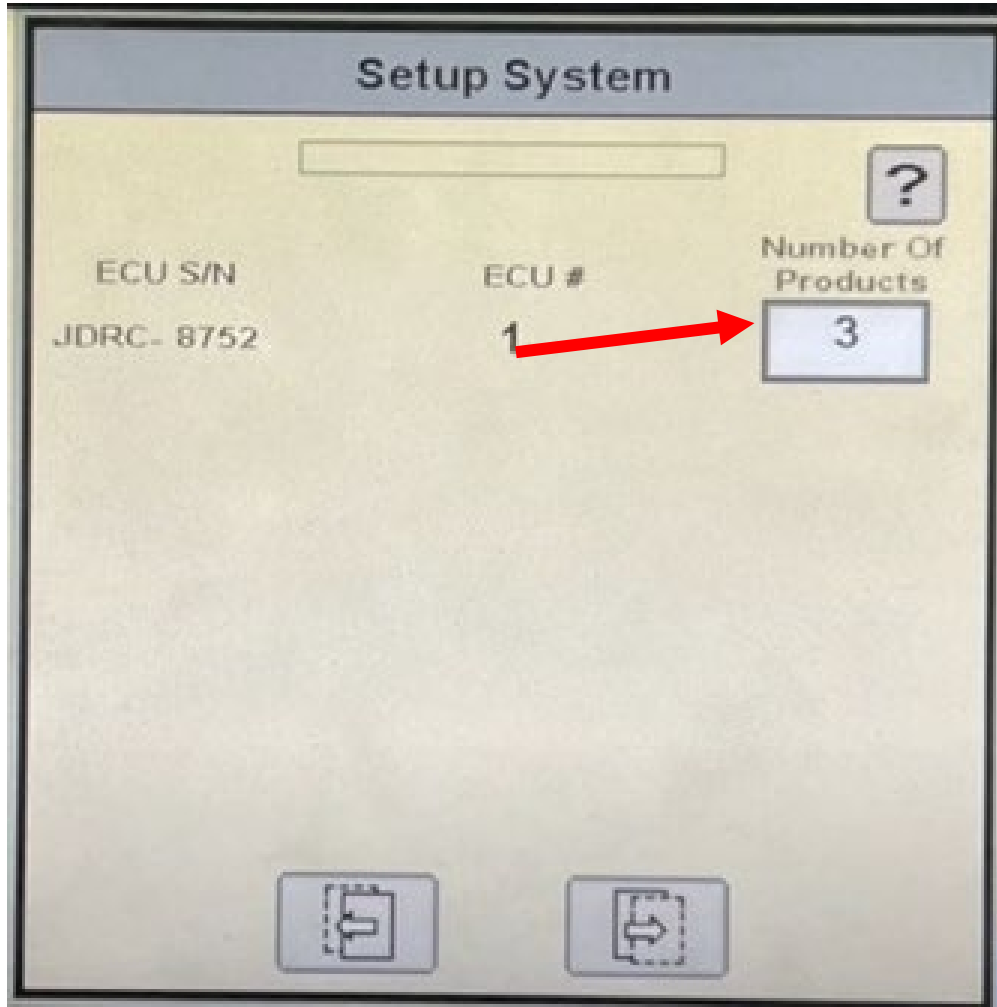 Setup System
?
Number Of
Products
ECU S/N
ECU #
JDRC- 8752
1
3